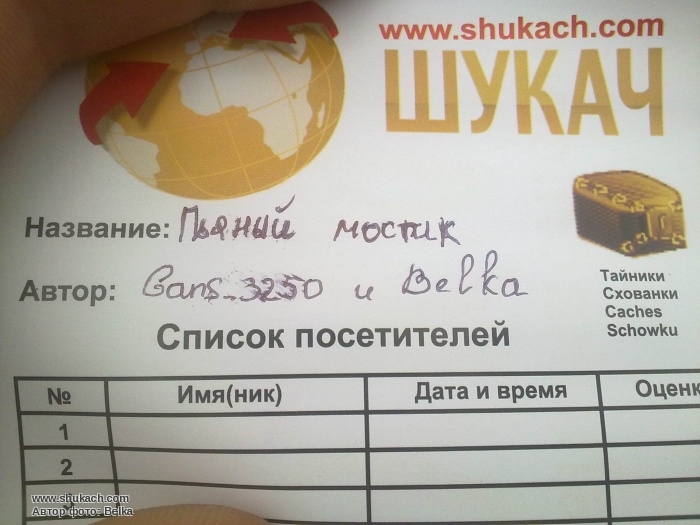 www.shukach.com
ШУКАЧ
Название: Пьяный мостик
Автор: Gans_3250 и Belka
Тайники
Схованки
Caches
Schowku
Список посетителей
№ Имя(ник) Дата и время Оценк
1
2
www.shukach.com
Автор фото: Belka